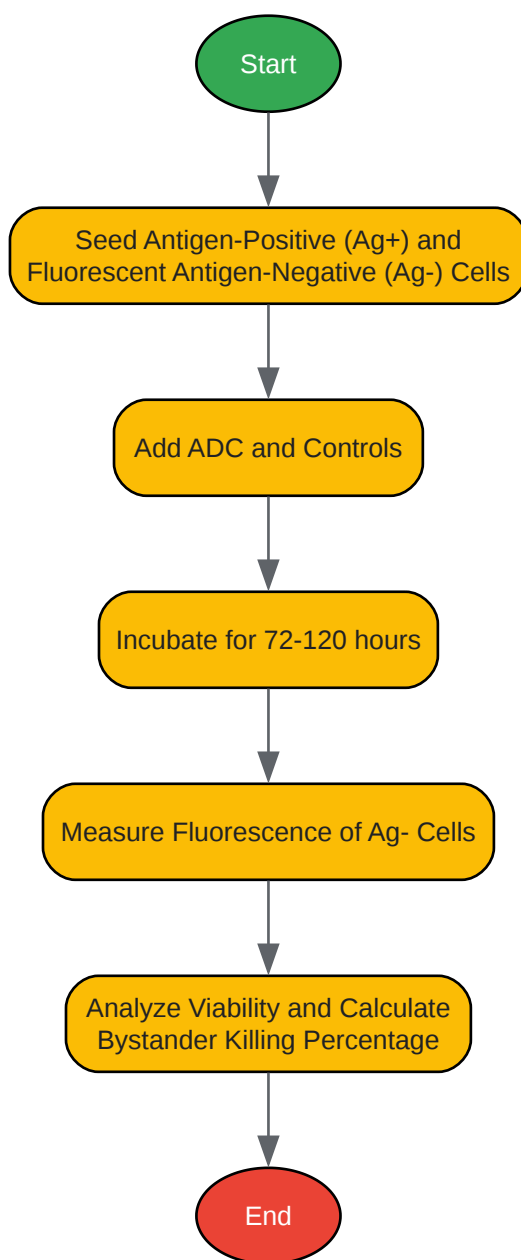 Start
Seed Antigen-Positive (Ag+) and
Fluorescent Antigen-Negative (Ag-) Cells
Add ADC and Controls
Incubate for 72-120 hours
Measure Fluorescence of Ag- Cells
Analyze Viability and Calculate
Bystander Killing Percentage
End